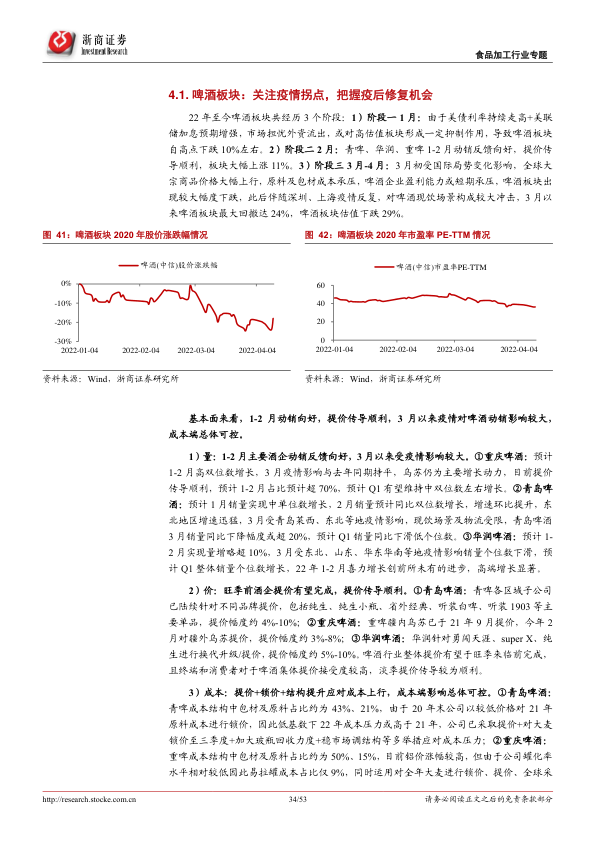 浙商证券
Investment Research
食品加工行业专题
4.1. 啤酒板块：关注疫情拐点，把握疫后修复机会
22 年至今啤酒板块共经历 3 个阶段：1）阶段一 1 月：由于美债利率持续走高+美联
储加息预期增强，市场担忧外资流出，或对高估值板块形成一定抑制作用，导致啤酒板块
自高点下跌 10%左右。2）阶段二 2 月：青啤、华润、重啤 1-2 月动销反馈向好，提价传
导顺利，板块大幅上涨 11%。3）阶段三 3 月-4 月：3 月初受国际局势变化影响，全球大
宗商品价格大幅上行，原料及包材成本承压，啤酒企业盈利能力或短期承压，啤酒板块出
现较大幅度下跌，此后伴随深圳、上海疫情反复，对啤酒现饮场景构成较大冲击，3 月以
来啤酒板块最大回撤达 24%，啤酒板块估值下跌 29%。
图 41：啤酒板块 2020 年股价涨跌幅情况
啤酒(中信)股价涨跌幅
0%
-10%
-20%
-30%
2022-01-04 2022-02-04 2022-03-04 2022-04-04
资料来源：Wind，浙商证券研究所
图 42：啤酒板块 2020 年市盈率 PE-TTM 情况
啤酒(中信)市盈率PE-TTM
60
40
20
0
2022-01-04 2022-02-04 2022-03-04 2022-04-04
资料来源：Wind，浙商证券研究所
基本面来看，1-2 月动销向好，提价传导顺利，3 月以来疫情对啤酒动销影响较大，
成本端总体可控。
1）量：1-2 月主要酒企动销反馈向好，3 月以来受疫情影响较大。①重庆啤酒：预计
1-2 月高双位数增长，3 月疫情影响与去年同期持平，乌苏仍为主要增长动力，目前提价
传导顺利，预计 1-2 月占比预计超 70%，预计 Q1 有望维持中双位数左右增长。②青岛啤
酒：预计 1 月销量实现中单位数增长，2 月销量预计同比双位数增长，增速环比提升，东
北地区增速迅猛，3 月受青岛莱西、东北等地疫情影响，现饮场景及物流受限，青岛啤酒
3 月销量同比下降幅度或超 20%，预计 Q1 销量同比下滑低个位数。③华润啤酒：预计 1-
2 月实现量增略超 10%，3 月受东北、山东、华东华南等地疫情影响销量个位数下滑，预
计 Q1 整体销量个位数增长，22 年 1-2 月喜力增长创前所未有的进步，高端增长显著。
2）价：旺季前酒企提价有望完成，提价传导顺利。①青岛啤酒：青啤各区域子公司
已陆续针对不同品牌提价，包括纯生、纯生小瓶、省外经典、听装白啤、听装 1903 等主
要单品，提价幅度约 4%-10%；②重庆啤酒：重啤疆内乌苏已于 21 年 9 月提价，今年 2
月对疆外乌苏提价，提价幅度约 3%-8%；③华润啤酒：华润针对勇闯天涯、super X、纯
生进行换代升级/提价，提价幅度约 5%-10%。啤酒行业整体提价有望于旺季来临前完成，
且终端和消费者对于啤酒集体提价接受度较高，淡季提价传导较为顺利。
3）成本：提价+锁价+结构提升应对成本上行，成本端影响总体可控。①青岛啤酒：
青啤成本结构中包材及原料占比约为 43%、21%，由于 20 年末公司以较低价格对 21 年
原料成本进行锁价，因此低基数下 22 年成本压力或高于 21 年，公司已采取提价+对大麦
锁价至三季度+加大玻瓶回收力度+稳市场调结构等多举措应对成本压力；②重庆啤酒：
重啤成本结构中包材及原料占比约为 50%、15%，目前铝价涨幅较高，但由于公司罐化率
水平相对较低因此易拉罐成本占比仅 9%，同时运用对全年大麦进行锁价、提价、全球采
http://research.stocke.com.cn
34/53
请务必阅读正文之后的免责条款部分